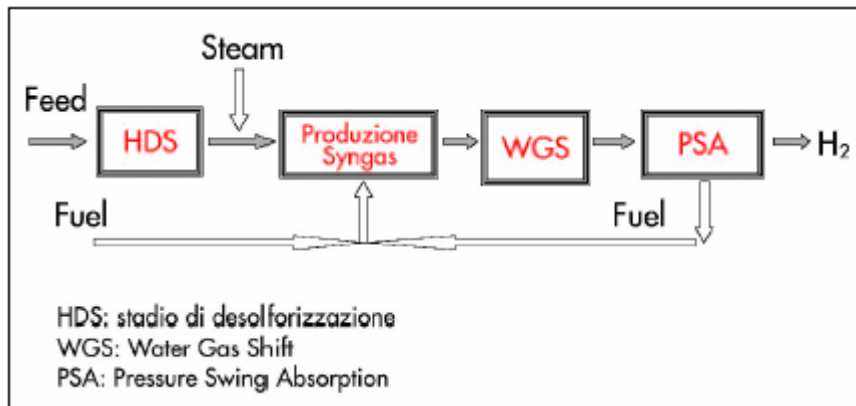 Steam
Feed
HDS
Produzione
Syngas
WGS
PSA
H₂
Fuel
Fuel
HDS: stadio di desolforizzazione
WGS: Water Gas Shift
PSA: Pressure Swing Absorption